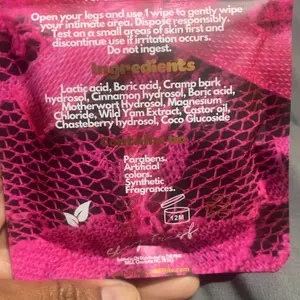 Open your legs and use 1 wipe to gently wipe
your intimate area. Dispose responsibly.
Test on a small areas of skin first and
discontinue use if irritation occurs.
Do not ingest.
Ingredients
Lactic acid, Boric acid, Cramp bark
hydrosol, Cinnamon hydrosol, Boric acid,
Motherwort Hydrosol, Magnesium
Chloride, Wild Yam Extract, Castor oil,
Chasteberry hydrosol, Coco Glucoside
Parabens.
Artificial
colors.
Synthetic
Fragrances.
12M